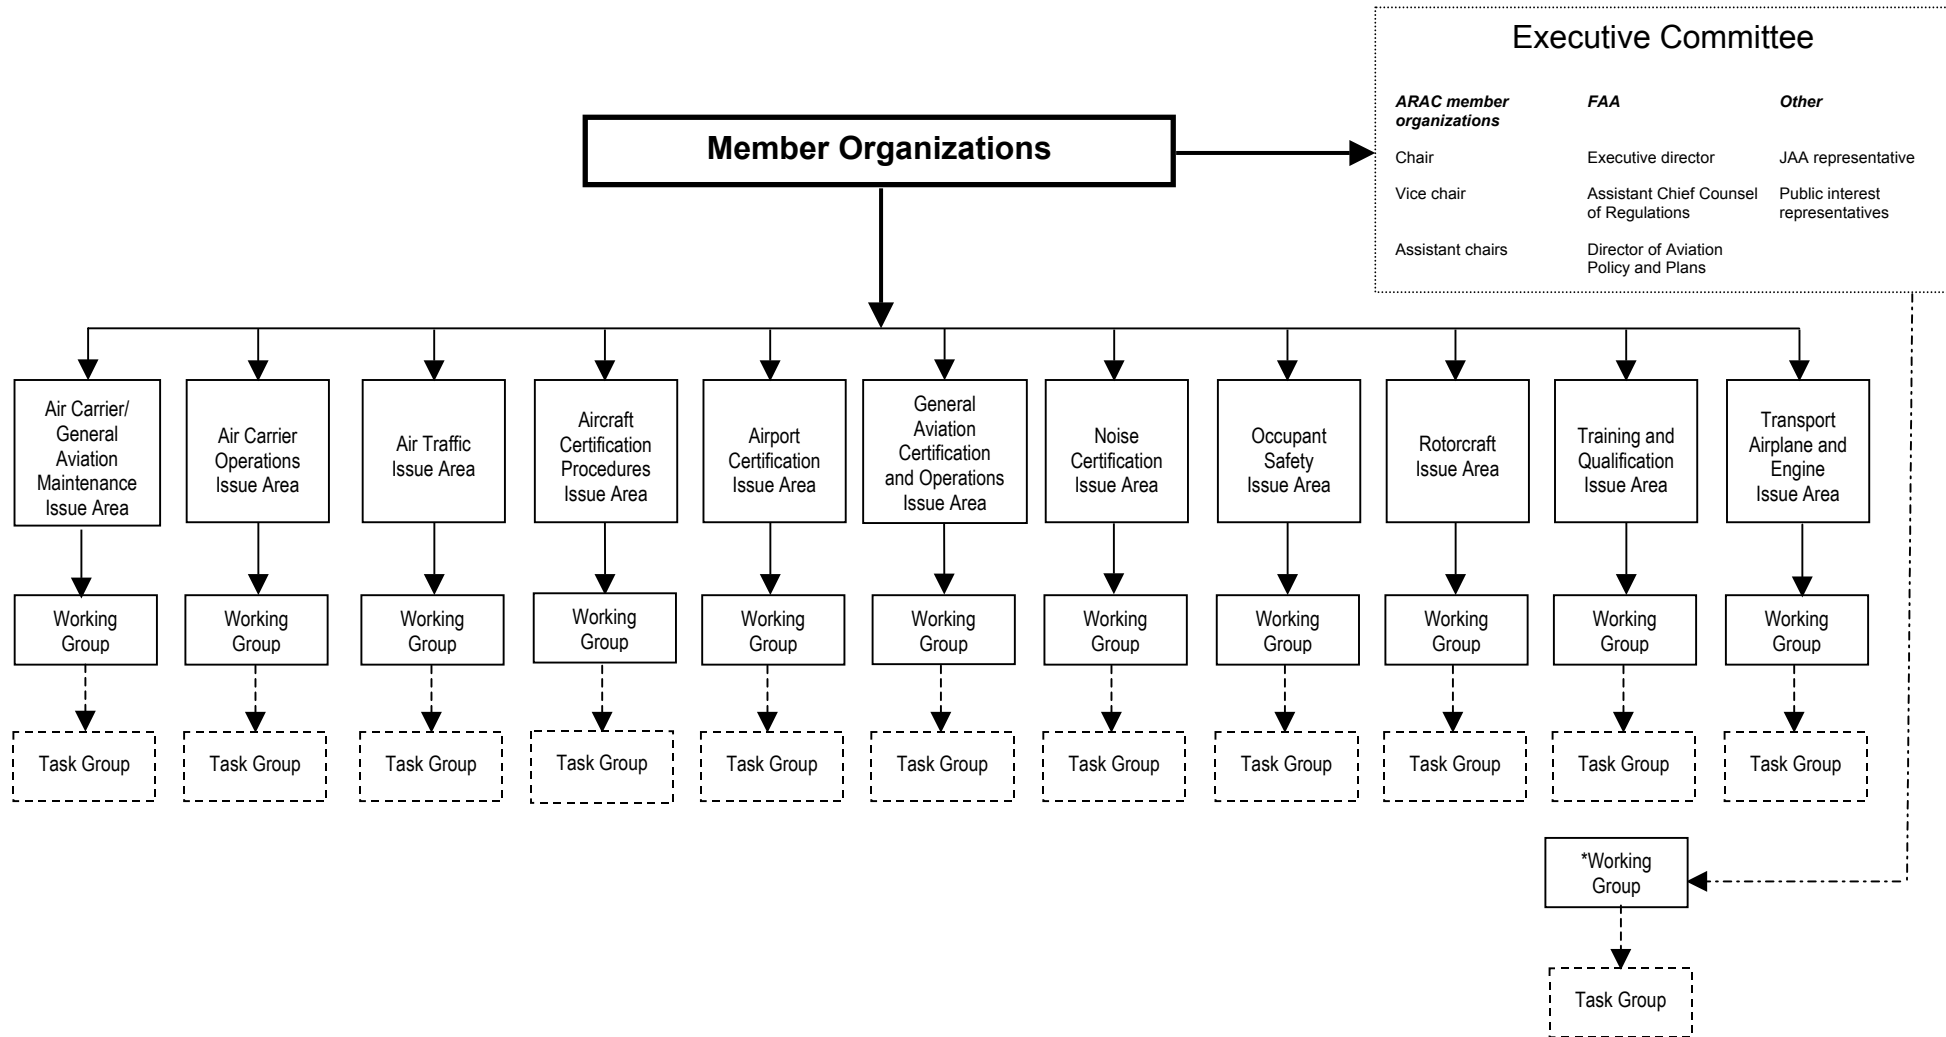 Executive Committee
ARAC member
organizations
FAA
Other
Chair
Executive director
JAA representative
Vice chair
Assistant Chief Counsel
of Regulations
Public interest
representatives
Assistant chairs
Director of Aviation
Policy and Plans
Member Organizations
Air Carrier/
General
Aviation
Maintenance
Issue Area
Air Carrier
Operations
Issue Area
Air Traffic
Issue Area
Aircraft
Certification
Procedures
Issue Area
Airport
Certification
Issue Area
General
Aviation
Certification
and Operations
Issue Area
Noise
Certification
Issue Area
Occupant
Safety
Issue Area
Rotorcraft
Issue Area
Training and
Qualification
Issue Area
Transport
Airplane and
Engine
Issue Area
Working
Group
Working
Group
Working
Group
Working
Group
Working
Group
Working
Group
Working
Group
Working
Group
Working
Group
Working
Group
Working
Group
Task Group
Task Group
Task Group
Task Group
Task Group
Task Group
Task Group
Task Group
Task Group
Task Group
Task Group
*Working
Group
Task Group